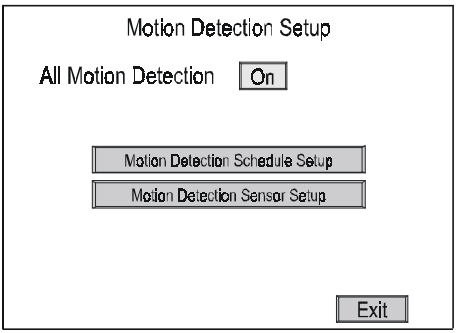 Motion Detection Setup
All Motion Detection On
Motion Detection Schedule Setup
Motion Detection Sensor Setup
Exit